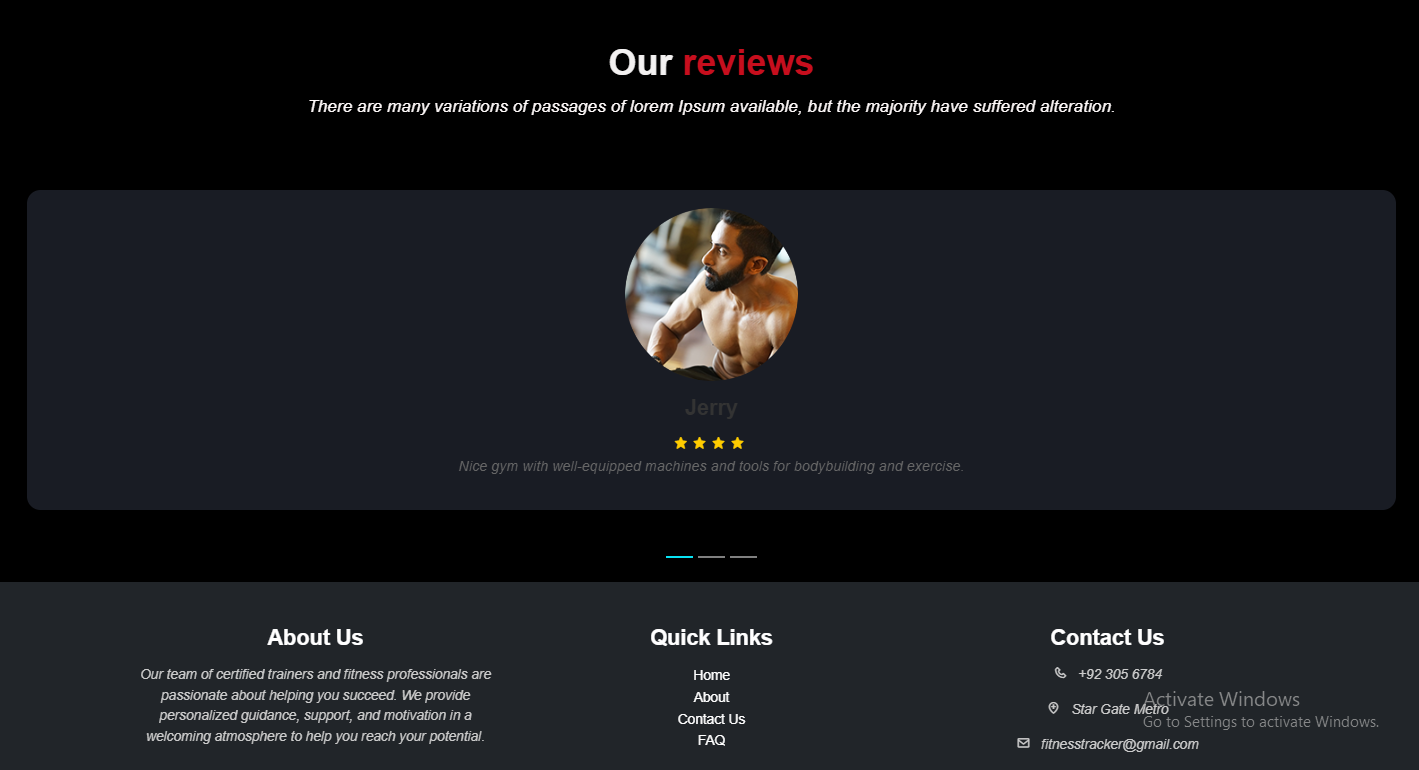 Our reviews
There are many variations of passages of lorem Ipsum available, but the majority have suffered alteration.
Jerry
Nice gym with well-equipped machines and tools for bodybuilding and exercise.
About Us
Our team of certified trainers and fitness professionals are
passionate about helping you succeed. We provide
personalized guidance, support, and motivation in a
welcoming atmosphere to help you reach your potential.
Quick Links
Home
About
Contact Us
FAQ
Contact Us
+92 305 6784
Star Gate Metro
fitnesstracker@gmail.com
Activate Windows
Go to Settings to activate Windows.